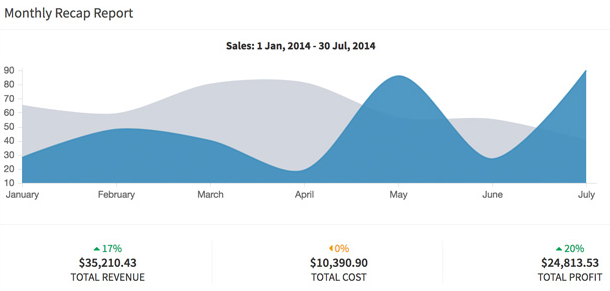 Monthly Recap Report
Sales: 1 Jan, 2014 - 30 Jul, 2014
90
80
70
60
50
40
30
20
10
January February March April May June July
17% 0% 20%
$35,210.43 $10,390.90 $24,813.53
TOTAL REVENUE TOTAL COST TOTAL PROFIT